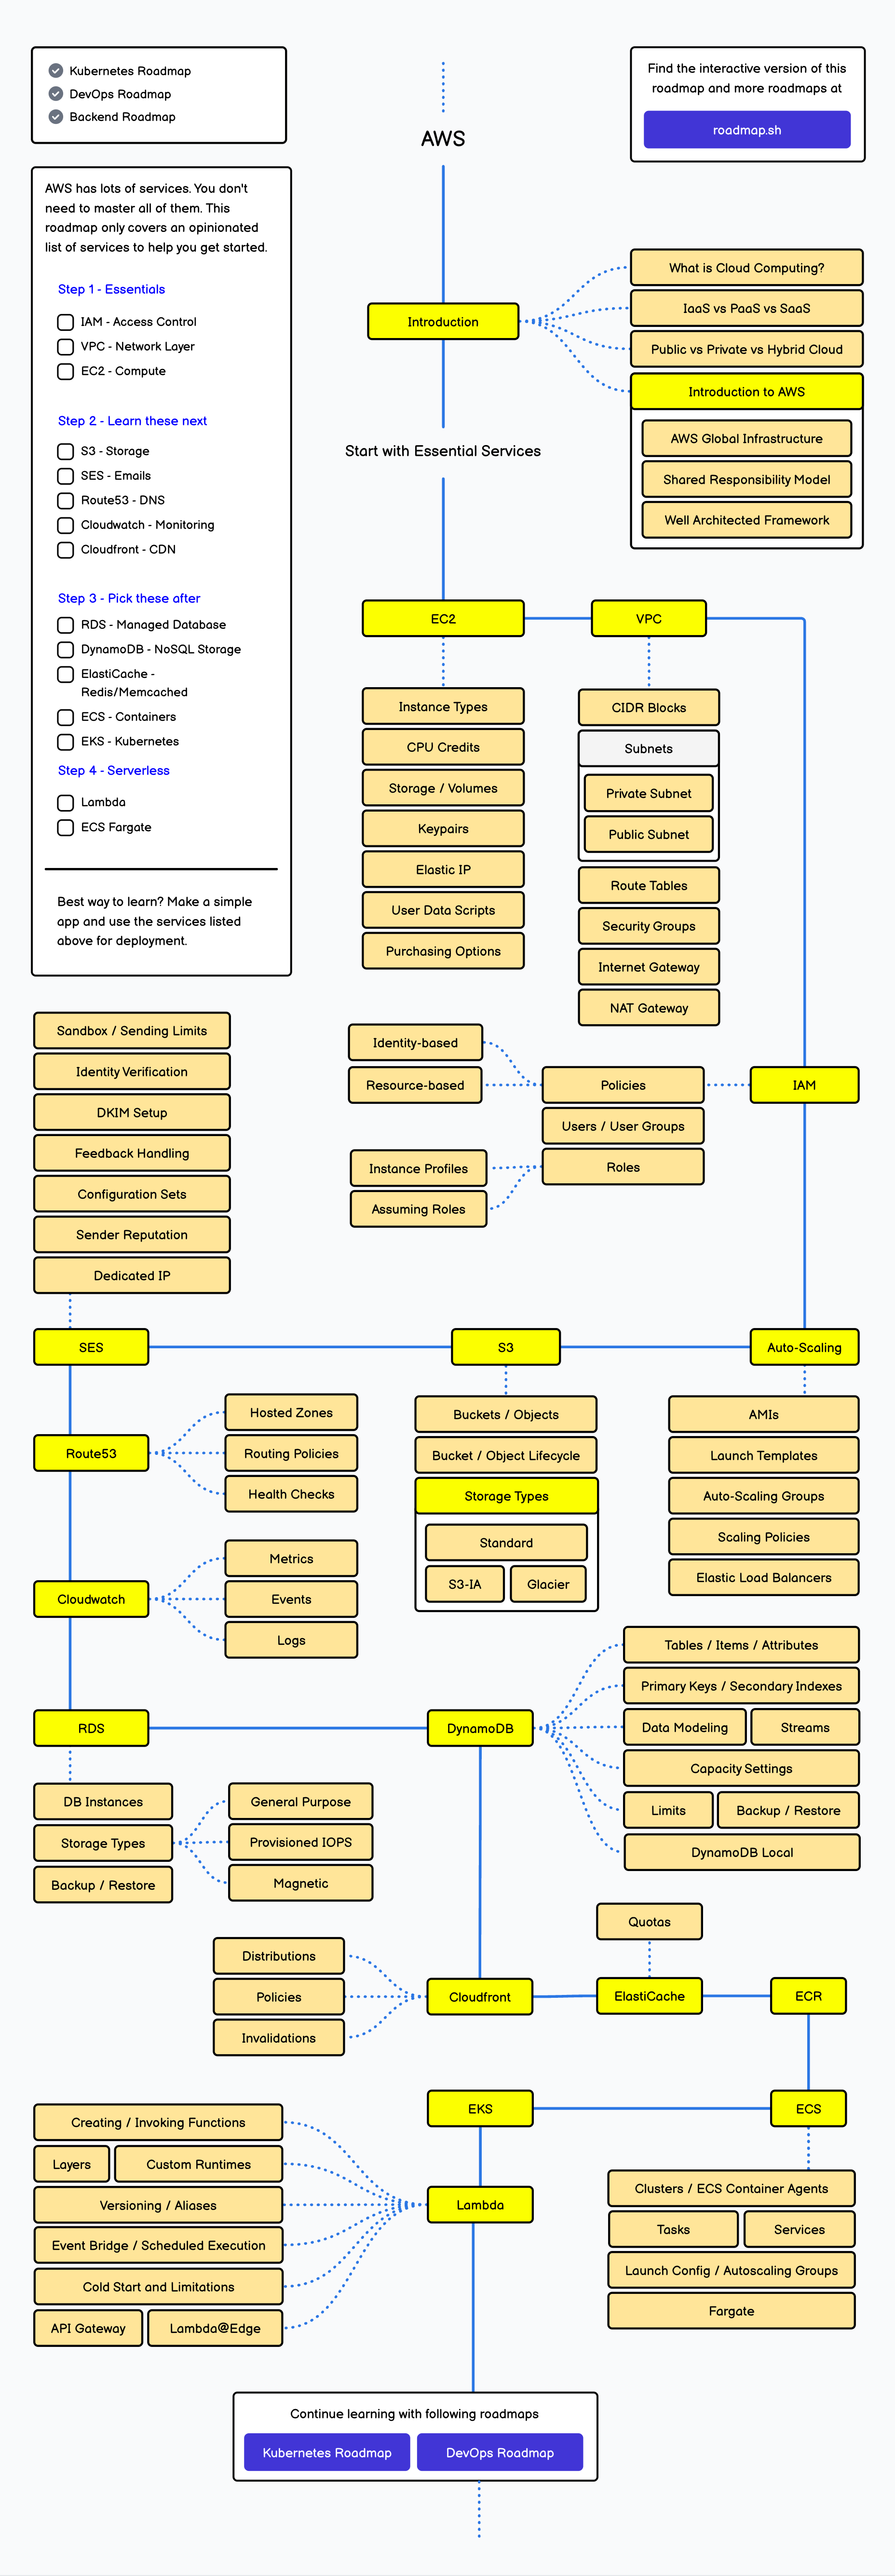 Kubernetes Roadmap
DevOps Roadmap
Backend Roadmap
AWS
Find the interactive version of this
roadmap and more roadmaps at
roadmap.sh
AWS has lots of services. You don't
need to master all of them. This
roadmap only covers an opinionated
list of services to help you get started.
Step 1 - Essentials
IAM - Access Control
VPC - Network Layer
EC2 - Compute
Step 2 - Learn these next
S3 - Storage
SES - Emails
Route53 - DNS
Cloudwatch - Monitoring
Cloudfront - CDN
Step 3 - Pick these after
RDS - Managed Database
DynamoDB - NoSQL Storage
ElastiCache -
Redis/Memcached
ECS - Containers
EKS - Kubernetes
Step 4 - Serverless
Lambda
ECS Fargate
Best way to learn? Make a simple
app and use the services listed
above for deployment.
Introduction
What is Cloud Computing?
IaaS vs PaaS vs SaaS
Public vs Private vs Hybrid Cloud
Introduction to AWS
AWS Global Infrastructure
Shared Responsibility Model
Well Architected Framework
Start with Essential Services
EC2
Instance Types
CPU Credits
Storage / Volumes
Keypairs
Elastic IP
User Data Scripts
Purchasing Options
VPC
CIDR Blocks
Subnets
Private Subnet
Public Subnet
Route Tables
Security Groups
Internet Gateway
NAT Gateway
IAM
Policies
Identity-based
Resource-based
Users / User Groups
Roles
Instance Profiles
Assuming Roles
Auto-Scaling
AMIs
Launch Templates
Auto-Scaling Groups
Scaling Policies
Elastic Load Balancers
S3
Buckets / Objects
Bucket / Object Lifecycle
Storage Types
Standard
S3-IA
Glacier
Sandbox / Sending Limits
Identity Verification
DKIM Setup
Feedback Handling
Configuration Sets
Sender Reputation
Dedicated IP
SES
Route53
Hosted Zones
Routing Policies
Health Checks
Cloudwatch
Metrics
Events
Logs
RDS
DB Instances
Storage Types
Backup / Restore
General Purpose
Provisioned IOPS
Magnetic
DynamoDB
Tables / Items / Attributes
Primary Keys / Secondary Indexes
Data Modeling
Streams
Capacity Settings
Limits
Backup / Restore
DynamoDB Local
Distributions
Policies
Invalidations
Cloudfront
Quotas
ElastiCache
ECR
EKS
ECS
Clusters / ECS Container Agents
Tasks
Services
Launch Config / Autoscaling Groups
Fargate
Lambda
Creating / Invoking Functions
Layers
Custom Runtimes
Versioning / Aliases
Event Bridge / Scheduled Execution
Cold Start and Limitations
API Gateway
Lambda@Edge
Continue learning with following roadmaps
Kubernetes Roadmap
DevOps Roadmap